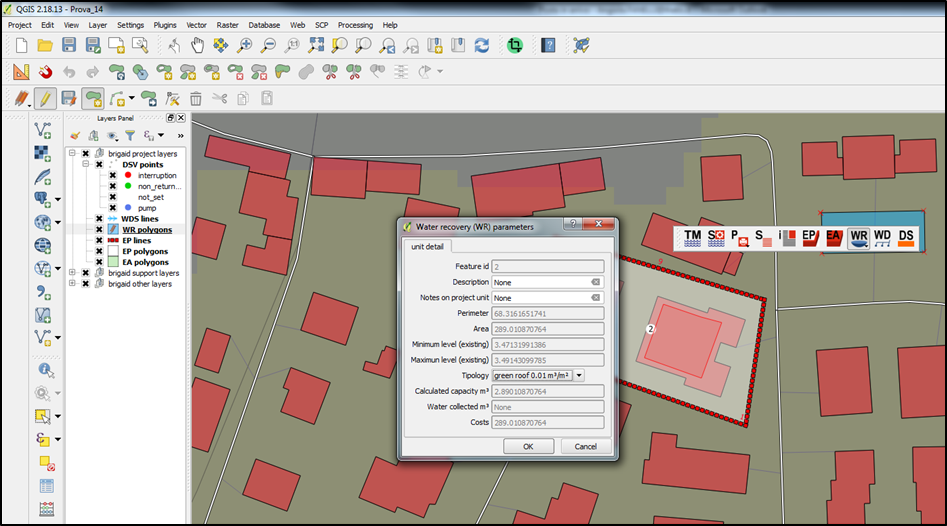 QGIS 2.18.13 - Prova_14
Project Edit View Layer Settings Plugins Vector Raster Database Web SCP Processing Help
Layers Panel
brigaid project layers
DSV points
interruption
non_return...
not_set
pump
WDS lines
WR polygons
EP lines
EP polygons
EA polygons
brigaid support layers
brigaid other layers
Water recovery (WR) parameters
unit detail
Feature id 2
Description None
Notes on project unit None
Perimeter 68.3161651741
Area 289.010870764
Minimum level (existing) 3.47131991386
Maximun level (existing) 3.49143099785
Tipology green roof 0.01 m³/m²
Calculated capacity m³ 2.89010870764
Water collected m³ None
Costs 289.010870764
OK Cancel
TM S P S i EP EA WR WD DS
9
2